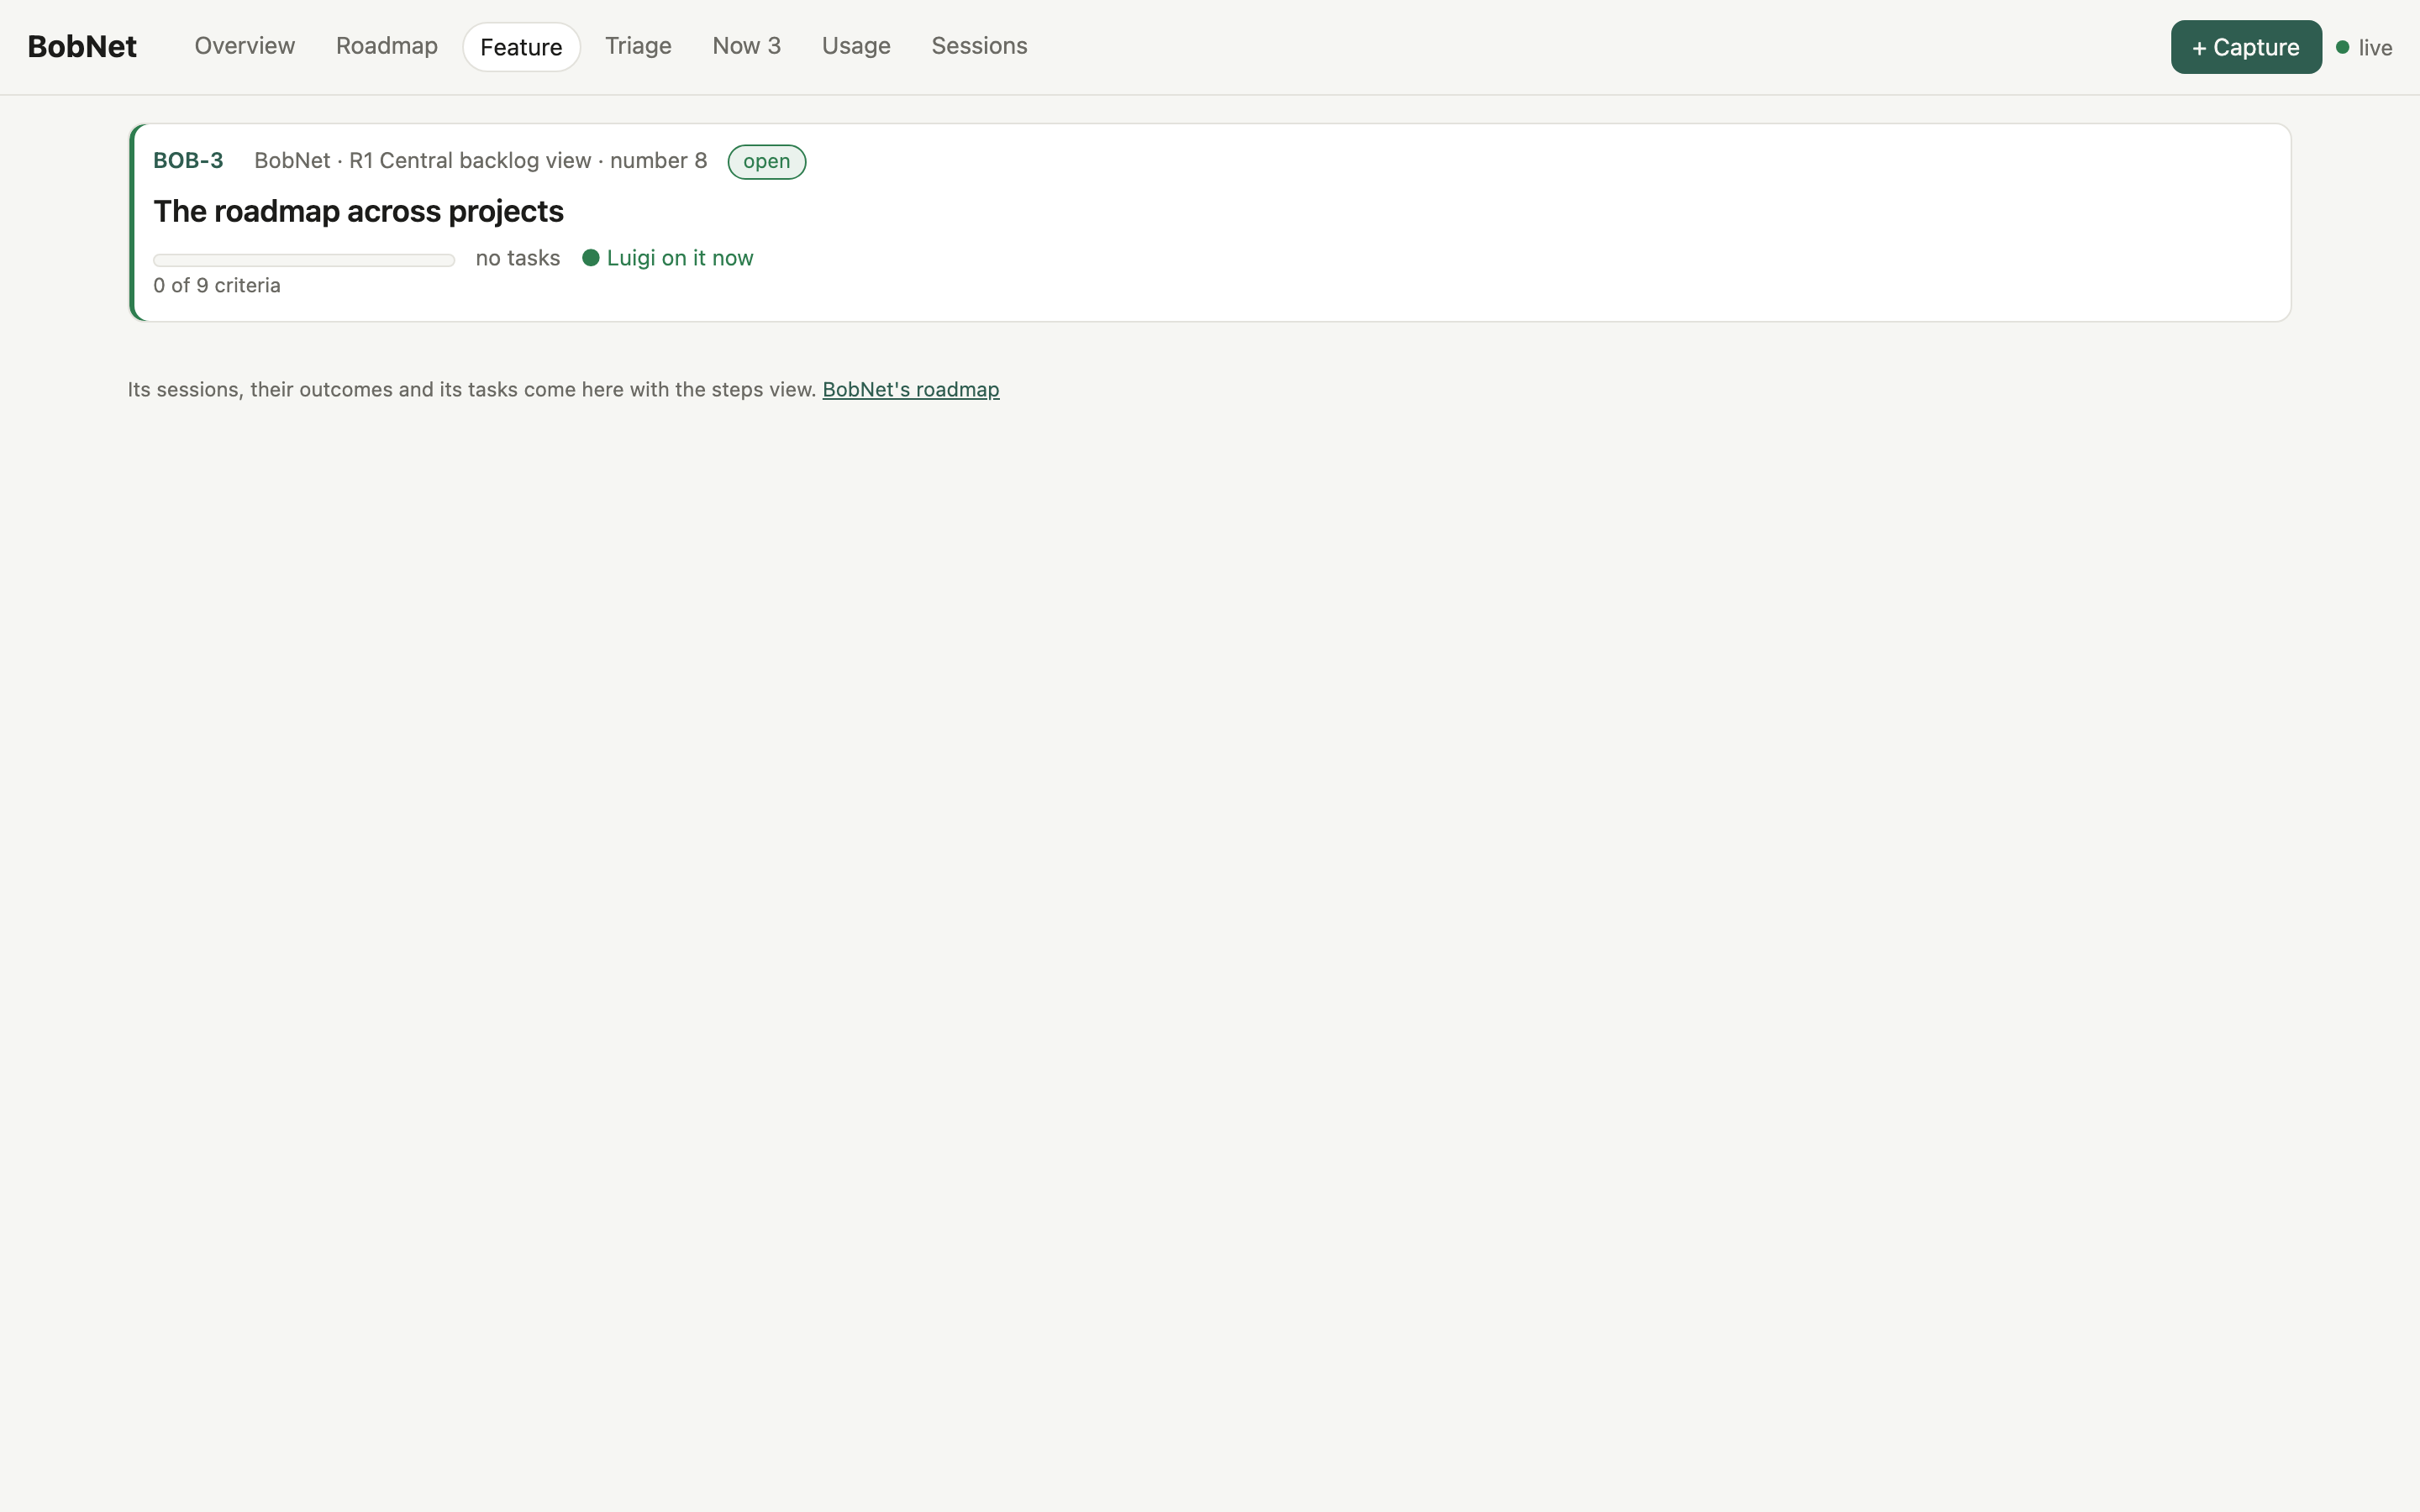 BobNet Overview Roadmap Feature Triage Now 3 Usage Sessions + Capture live
BOB-3 BobNet · R1 Central backlog view · number 8 open
The roadmap across projects
no tasks Luigi on it now
0 of 9 criteria
Its sessions, their outcomes and its tasks come here with the steps view. BobNet's roadmap